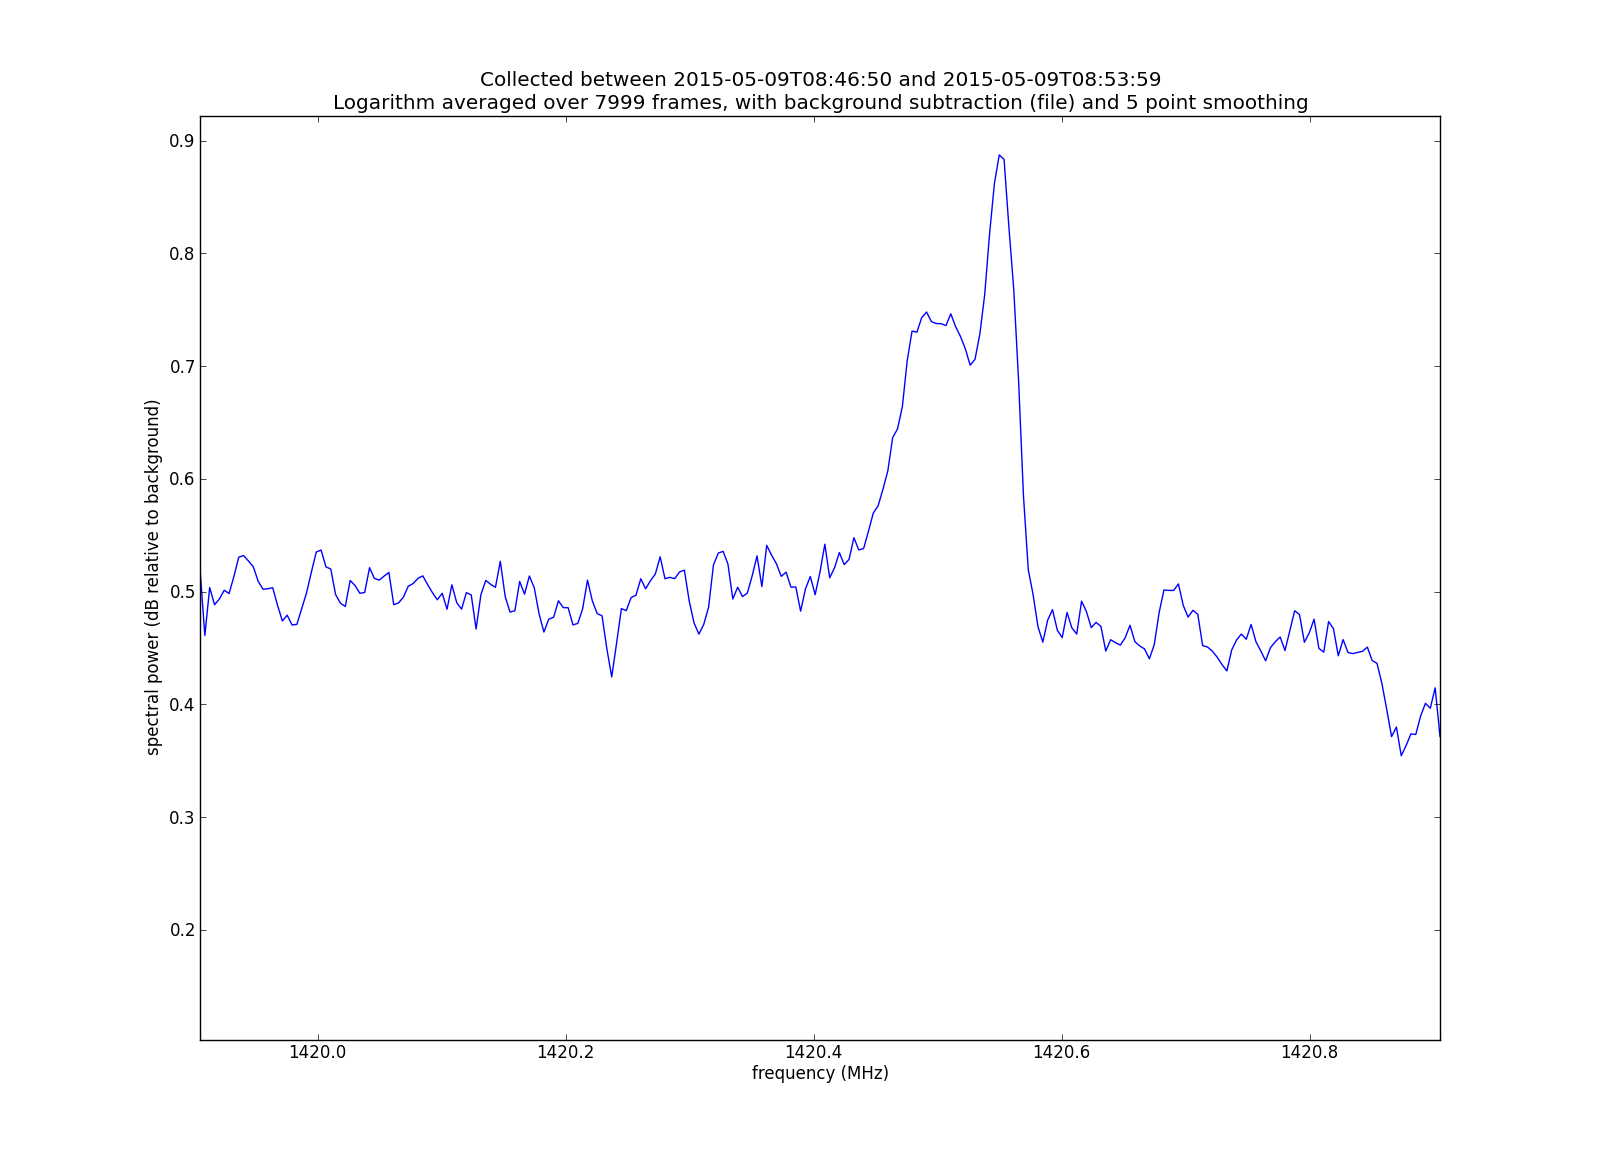 Collected between 2015-05-09T08:46:50 and 2015-05-09T08:53:59
Logarithm averaged over 7999 frames, with background subtraction (file) and 5 point smoothing
0.9
0.8
0.7
0.6
0.5
0.4
0.3
0.2
spectral power (dB relative to background)
1420.0 1420.2 1420.4 1420.6 1420.8
frequency (MHz)